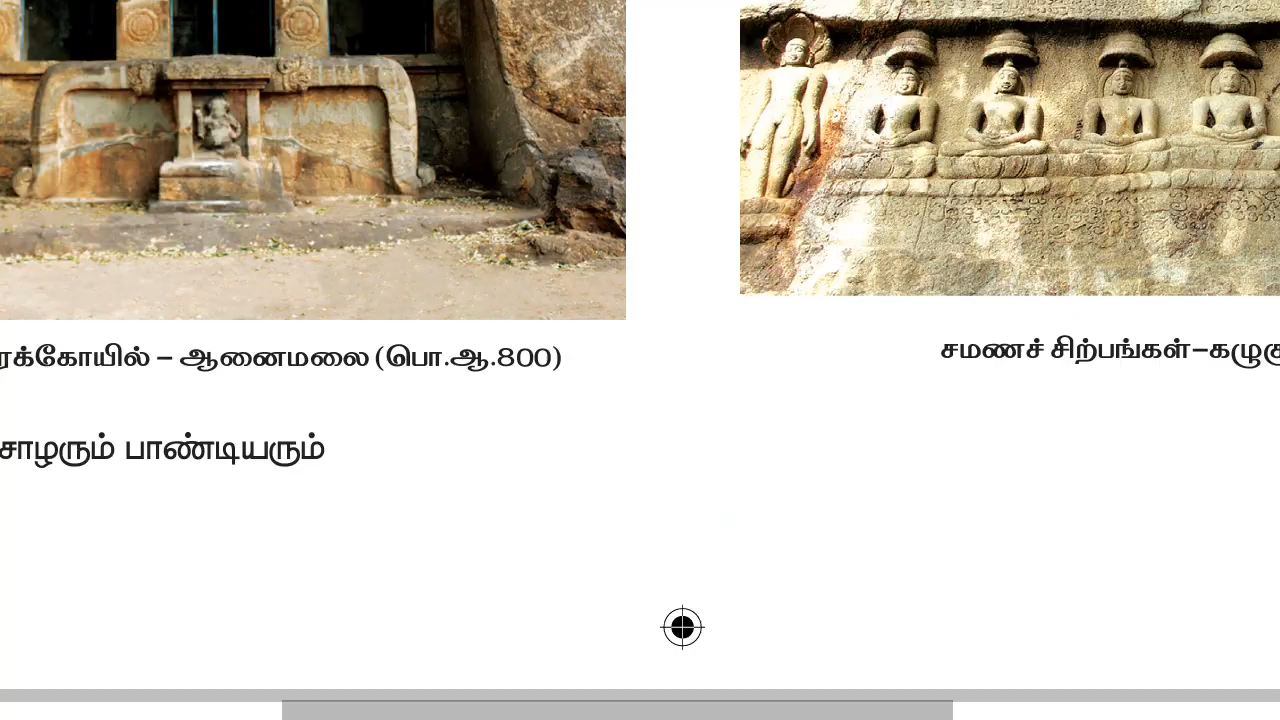 ரக்கோயில் – ஆனைமலை (பொ.ஆ.800)
சமணச் சிற்பங்கள்–கழுகு
சோழரும் பாண்டியரும்